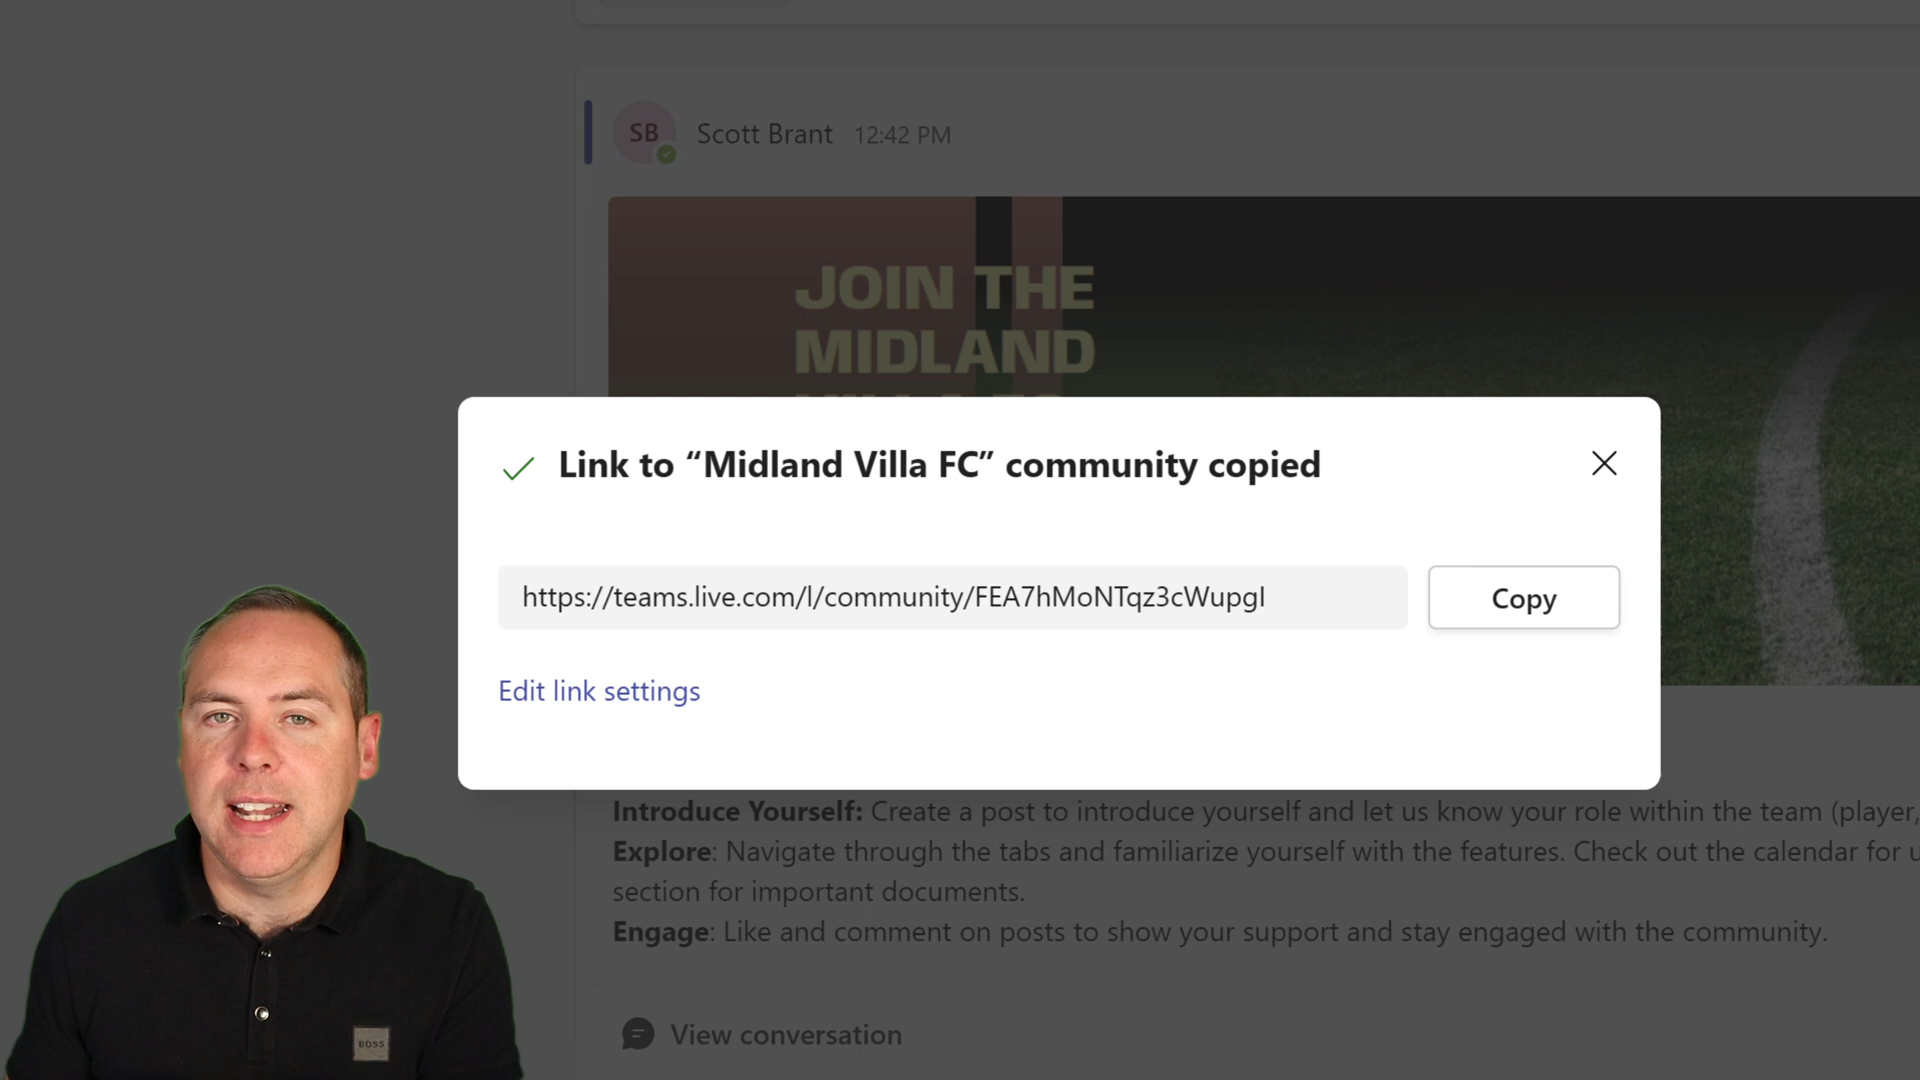 SB Scott Brant 12:42 PM
JOIN THE
MIDLAND
Link to “Midland Villa FC” community copied
https://teams.live.com/l/community/FEA7hMoNTqz3cWupgI
Copy
Edit link settings
Introduce Yourself: Create a post to introduce yourself and let us know your role within the team (player,
Explore: Navigate through the tabs and familiarize yourself with the features. Check out the calendar for u
section for important documents.
Engage: Like and comment on posts to show your support and stay engaged with the community.
View conversation
BOSS